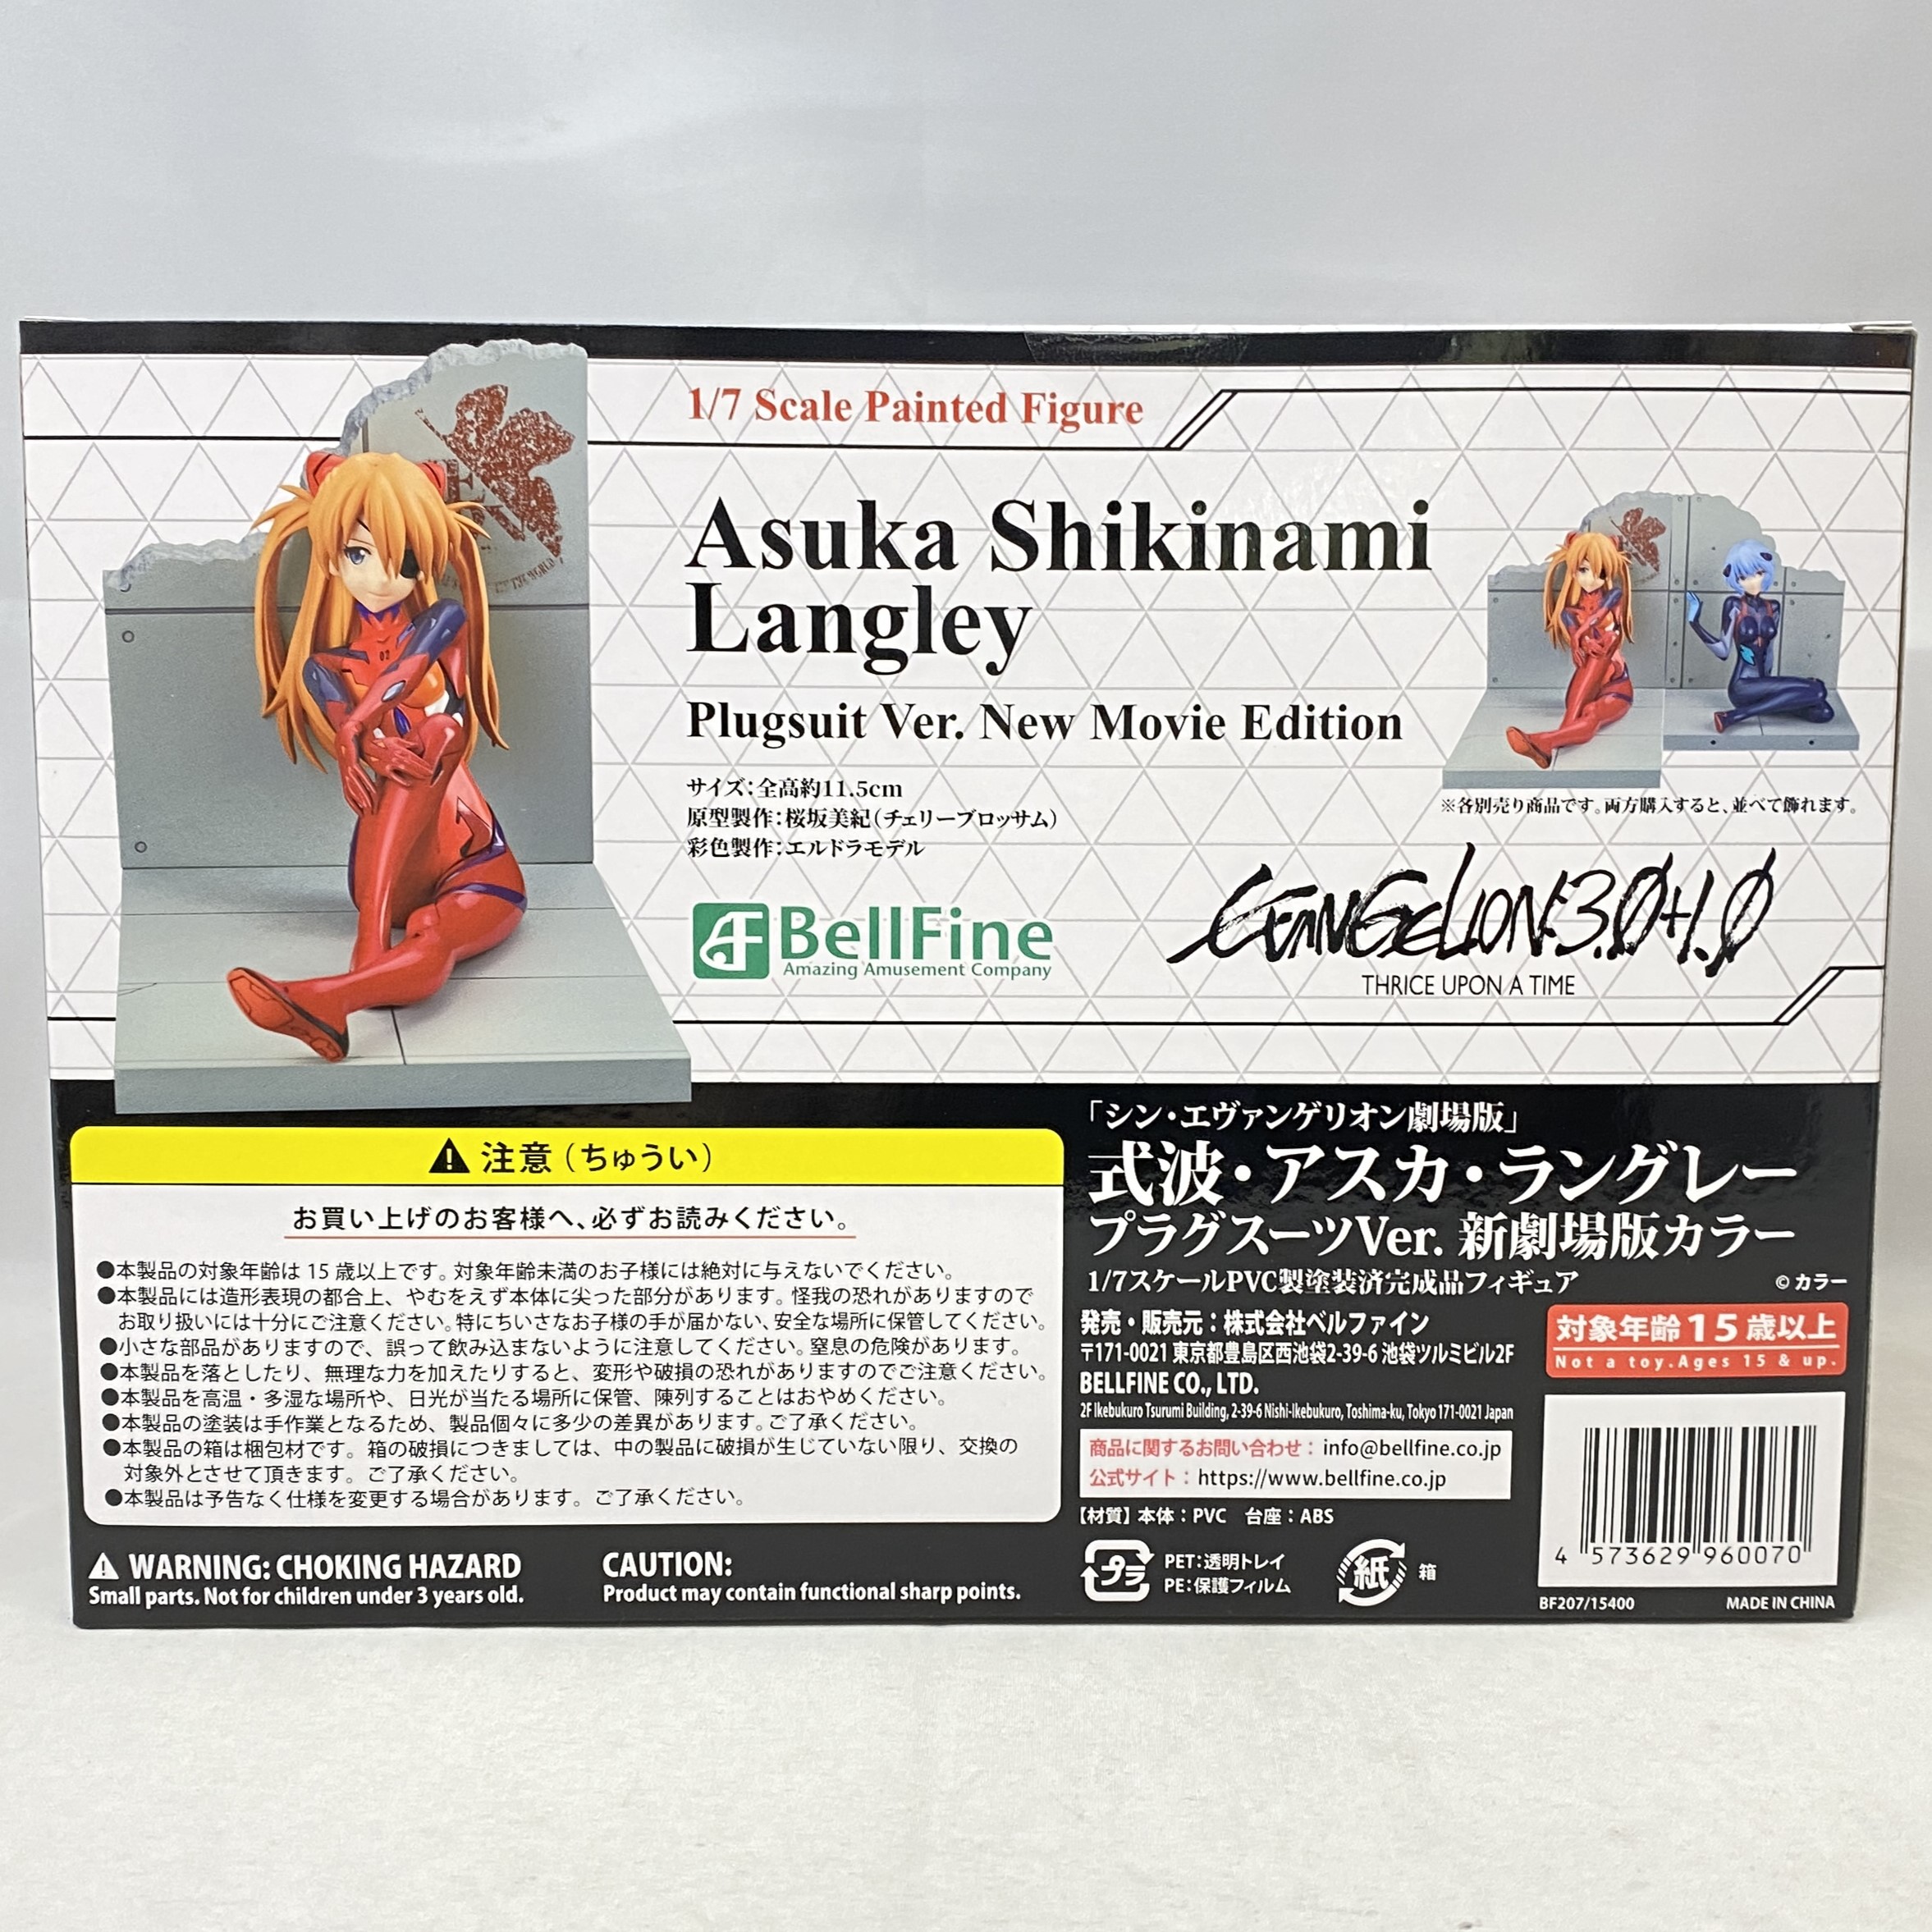 1/7 Scale Painted Figure
Asuka Shikinami
Langley
Plugsuit Ver. New Movie Edition
サイズ：全高約11.5cm
原型製作：桜坂美紀（チェリーブロッサム）
彩色製作：エルドラモデル
BellFine
Amazing Amusement Company
※各別売り商品です。両方購入すると、並べて飾れます。
EVANGELION:3.0+1.0
THRICE UPON A TIME
02
注意（ちゅうい）
お買い上げのお客様へ、必ずお読みください。
●本製品の対象年齢は 15 歳以上です。対象年齢未満のお子様には絶対に与えないでください。
●本製品には造形表現の都合上、やむをえず本体に尖った部分があります。怪我の恐れがありますので
お取り扱いには十分にご注意ください。特にちいさなお子様の手が届かない、安全な場所に保管してください。
●小さな部品がありますので、誤って飲み込まないように注意してください。窒息の危険があります。
●本製品を落としたり、無理な力を加えたりすると、変形や破損の恐れがありますのでご注意ください。
●本製品を高温・多湿な場所や、日光が当たる場所に保管、陳列することはおやめください。
●本製品の塗装は手作業となるため、製品個々に多少の差異があります。ご了承ください。
●本製品の箱は梱包材です。箱の破損につきましては、中の製品に破損が生じていない限り、交換の
対象外とさせて頂きます。ご了承ください。
●本製品は予告なく仕様を変更する場合があります。ご了承ください。
WARNING: CHOKING HAZARD
Small parts. Not for children under 3 years old.
CAUTION:
Product may contain functional sharp points.
「シン・エヴァンゲリオン劇場版」
式波・アスカ・ラングレー
プラグスーツVer. 新劇場版カラー
1/7スケールPVC製塗装済完成品フィギュア
© カラー
発売・販売元：株式会社ベルファイン
〒171-0021 東京都豊島区西池袋2-39-6 池袋ツルミビル2F
BELLFINE CO., LTD.
2F Ikebukuro Tsurumi Building, 2-39-6 Nishi-Ikebukuro, Toshima-ku, Tokyo 171-0021 Japan
対象年齢 15 歳以上
Not a toy. Ages 15 & up.
商品に関するお問い合わせ： info@bellfine.co.jp
公式サイト： https://www.bellfine.co.jp
【材質】本体：PVC　台座：ABS
プラ
PET：透明トレイ
PE：保護フィルム
紙
箱
4 573629 960070
BF207/15400
MADE IN CHINA